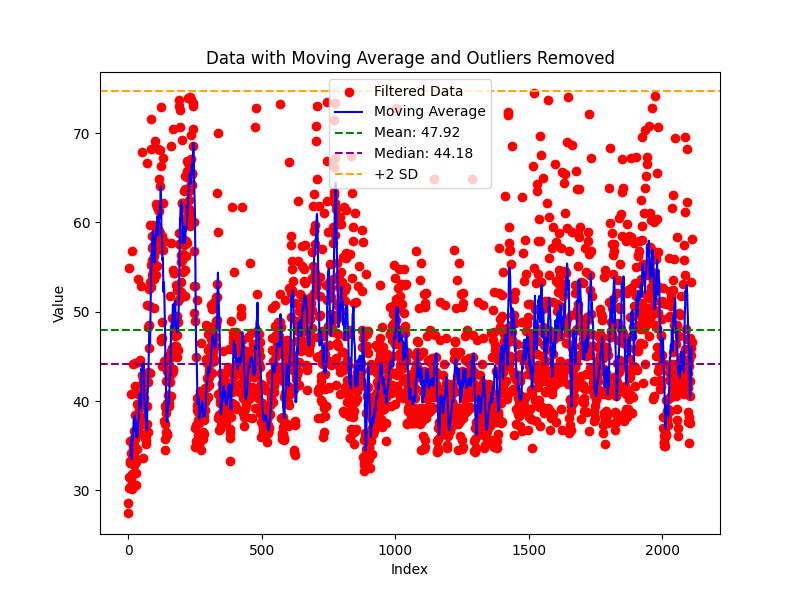 Data with Moving Average and Outliers Removed
Filtered Data
Moving Average
Mean: 47.92
Median: 44.18
+2 SD
Value
70
60
50
40
30
0
500
1000
1500
2000
Index